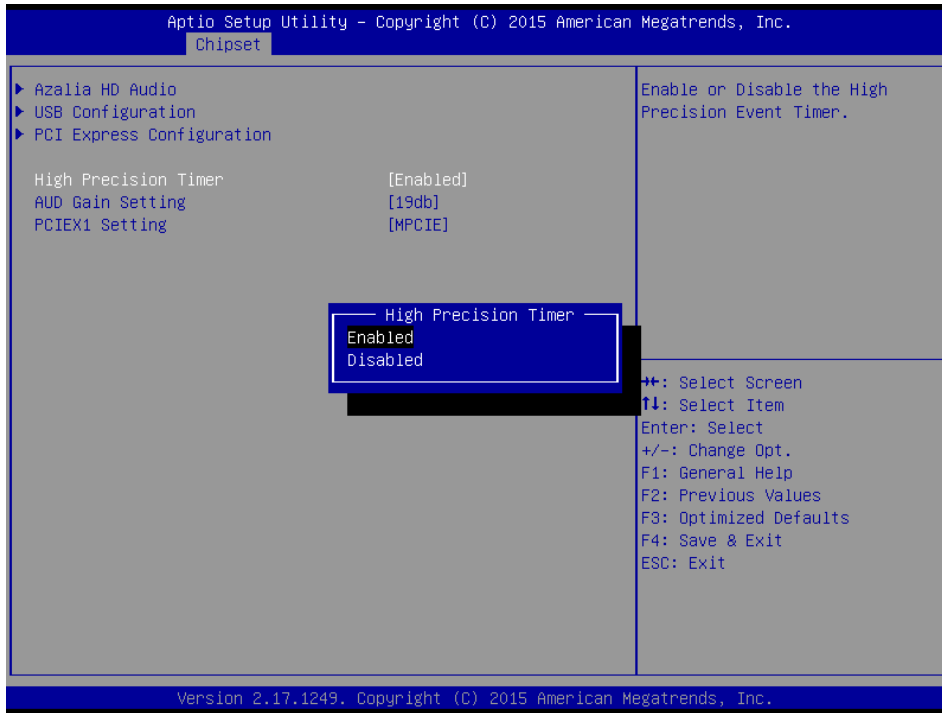 Aptio Setup Utility – Copyright (C) 2015 American Megatrends, Inc.
Chipset
Azalia HD Audio
USB Configuration
PCI Express Configuration
High Precision Timer [Enabled]
AUD Gain Setting [19db]
PCIEX1 Setting [MPCIE]
High Precision Timer
Enabled
Disabled
Enable or Disable the High
Precision Event Timer.
→←: Select Screen
↑↓: Select Item
Enter: Select
+/-: Change Opt.
F1: General Help
F2: Previous Values
F3: Optimized Defaults
F4: Save & Exit
ESC: Exit
Version 2.17.1249. Copyright (C) 2015 American Megatrends, Inc.